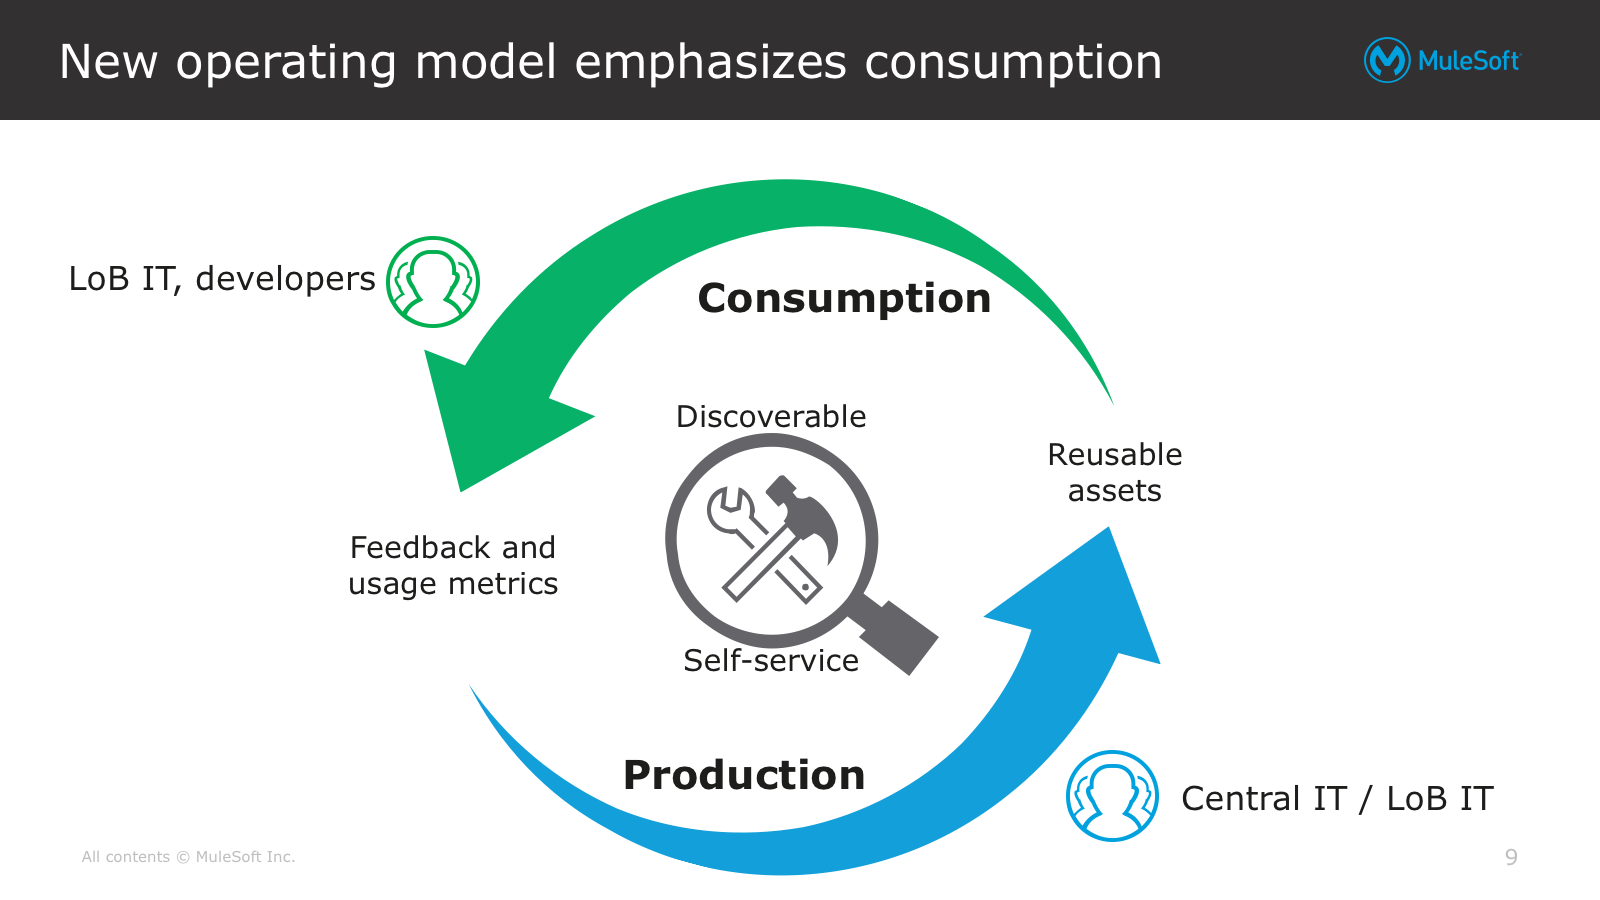 New operating model emphasizes consumption
MuleSoft
LoB IT, developers
Consumption
Discoverable
Reusable
assets
Feedback and
usage metrics
Self-service
Production
Central IT / LoB IT
All contents © MuleSoft Inc.
9